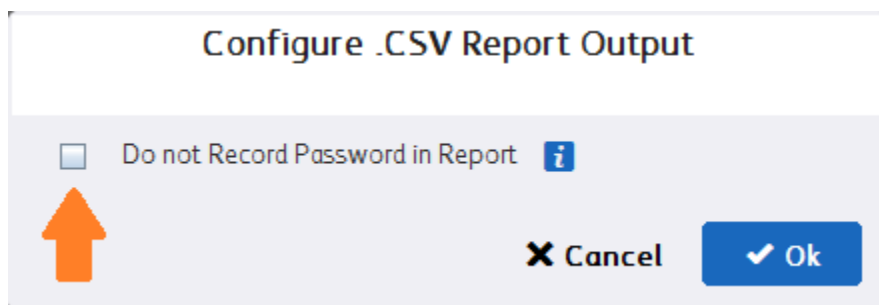 Configure .CSV Report Output
Do not Record Password in Report i
✖ Cancel ✔ Ok